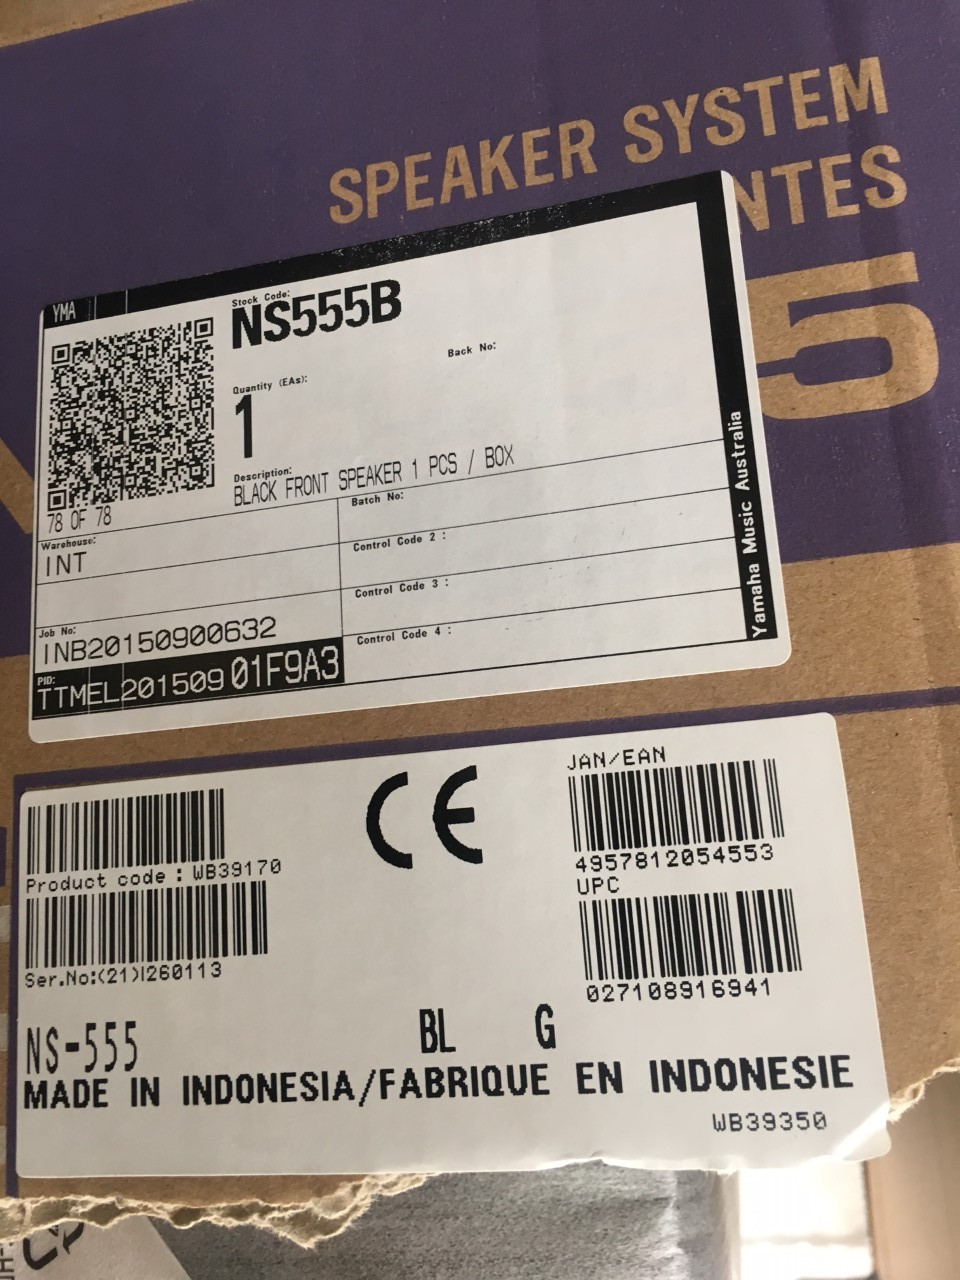 SPEAKER SYSTEM
NTES
5
YMA
Stock Code:
NS555B
Back No:
Quantity (EAs):
1
Description:
BLACK FRONT SPEAKER 1 PCS / BOX
78 OF 78
Warehouse:
INT
Batch No:
Control Code 2 :
Control Code 3 :
Control Code 4 :
Job No:
INB20150900632
PID:
TTMEL201509 01F9A3
Yamaha Music Australia
JAN/EAN
4957812054553
Product code : WB39170
UPC
027108916941
Ser.No:(21)I260113
CE
NS-555 BL G
MADE IN INDONESIA/FABRIQUE EN INDONESIE
WB39350